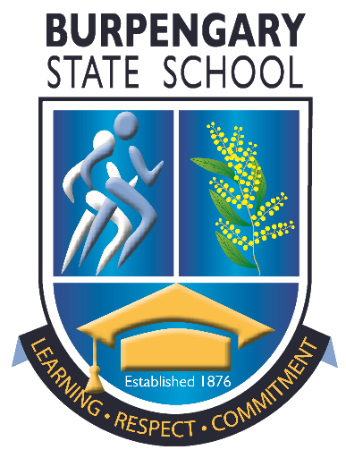 BURPENGARY
STATE SCHOOL
Established 1876
LEARNING • RESPECT • COMMITMENT